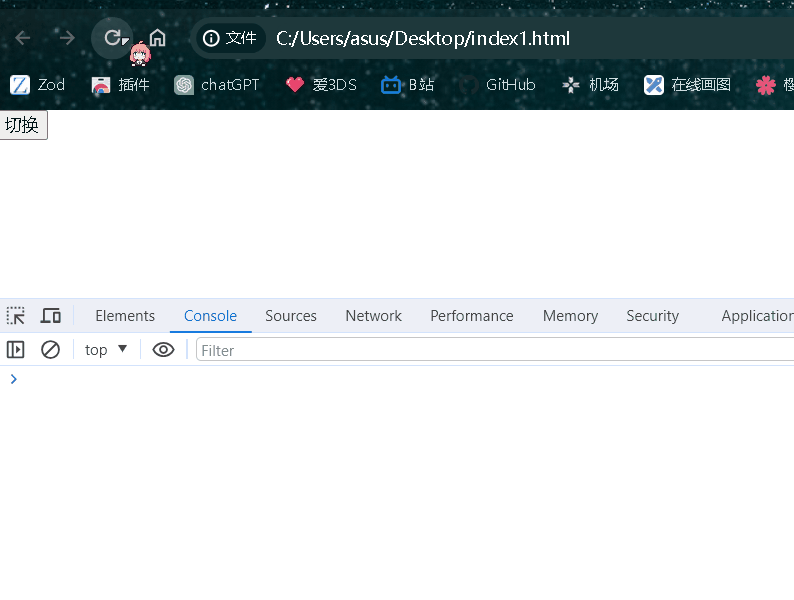 文件 C:/Users/asus/Desktop/index1.html
Zod 插件 chatGPT 爱3DS B站 GitHub 机场 在线画图
切换
Elements Console Sources Network Performance Memory Security Application
top Filter